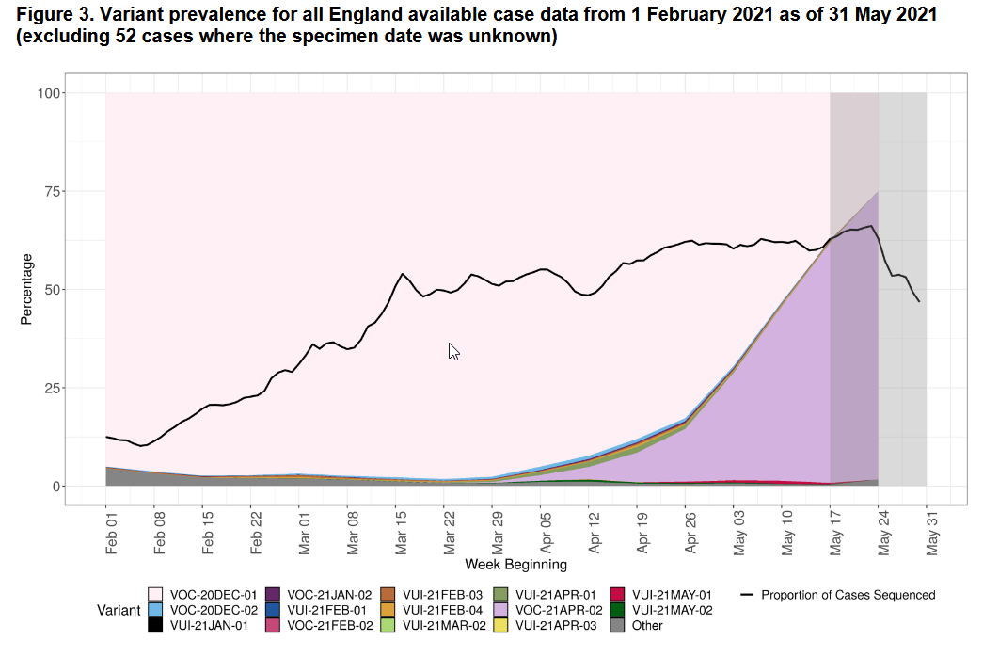 Figure 3. Variant prevalence for all England available case data from 1 February 2021 as of 31 May 2021
(excluding 52 cases where the specimen date was unknown)
100
75
50
25
0
Percentage
Feb 01
Feb 08
Feb 15
Feb 22
Mar 01
Mar 08
Mar 15
Mar 22
Mar 29
Apr 05
Apr 12
Apr 19
Apr 26
May 03
May 10
May 17
May 24
May 31
Week Beginning
Variant
VOC-20DEC-01
VOC-20DEC-02
VUI-21JAN-01
VOC-21JAN-02
VUI-21FEB-01
VOC-21FEB-02
VUI-21FEB-03
VUI-21FEB-04
VUI-21MAR-02
VUI-21APR-01
VOC-21APR-02
VUI-21APR-03
VUI-21MAY-01
VUI-21MAY-02
Other
Proportion of Cases Sequenced